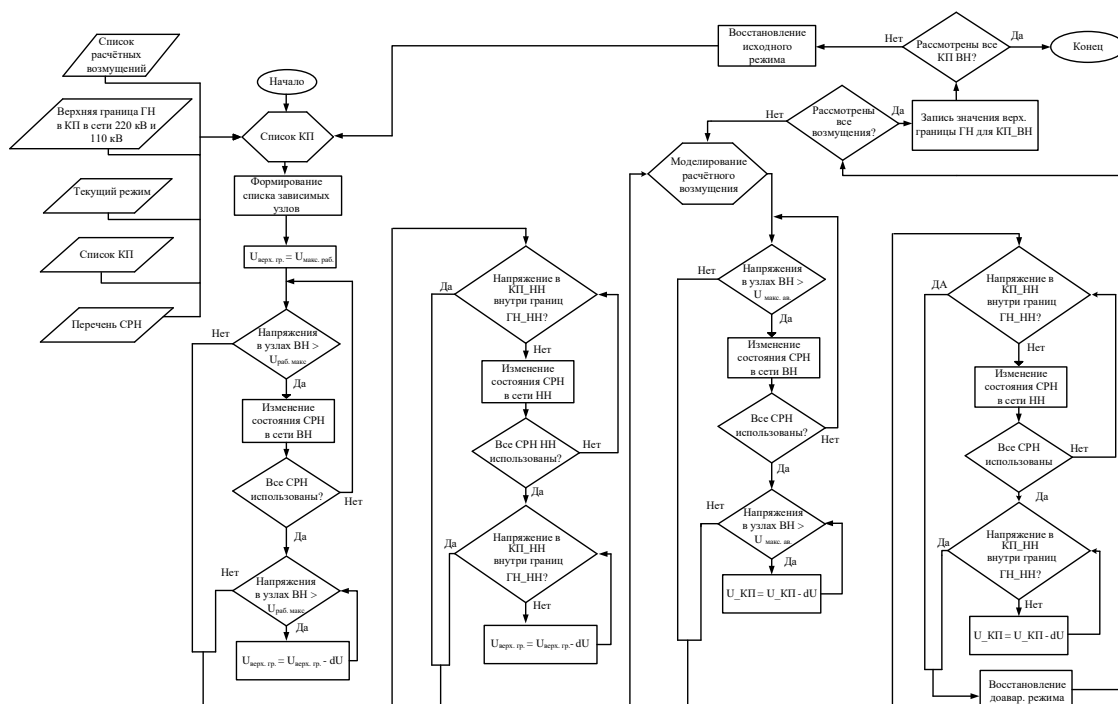 Список
расчётных
возмущений
Верхняя граница ГН
в КП в сети 220 кВ и
110 кВ
Текущий режим
Список КП
Перечень СРН
Начало
Список КП
Формирование
списка зависимых
узлов
Uверх. гр. = Uмакс. раб.
Нет
Напряжения
в узлах ВН >
Uраб. макс
Да
Изменение
состояния СРН
в сети ВН
Все СРН
использованы?
Нет
Да
Нет
Напряжения
в узлах ВН >
Uраб. макс
Да
Uверх. гр. = Uверх. гр. - dU
Да
Напряжение в
КП_НН
внутри границ
ГН_НН?
Нет
Изменение
состояния СРН
в сети НН
Все СРН НН
использованы?
Нет
Да
Да
Напряжение в
КП_НН
внутри границ
ГН_НН?
Нет
Uверх. гр. = Uверх. гр.- dU
Восстановление
исходного
режима
Нет
Рассмотрены все
КП ВН?
Да
Конец
Нет
Рассмотрены
все
возмущения?
Да
Запись значения верх.
границы ГН для КП_ВН
Моделирование
расчётного
возмущения
Нет
Напряжения
в узлах ВН >
U макс. ав.
Да
Изменение
состояния СРН
в сети ВН
Все СРН
использованы?
Нет
Да
Нет
Напряжения
в узлах ВН >
U макс. ав.
Да
U_КП = U_КП - dU
ДА
Напряжение в
КП_НН
внутри границ
ГН_НН?
Нет
Изменение
состояния СРН
в сети НН
Все СРН
использованы
Нет
Да
Да
Напряжение в
КП_НН
внутри границ
ГН_НН?
Нет
U_КП = U_КП - dU
Восстановление
доавар. режима